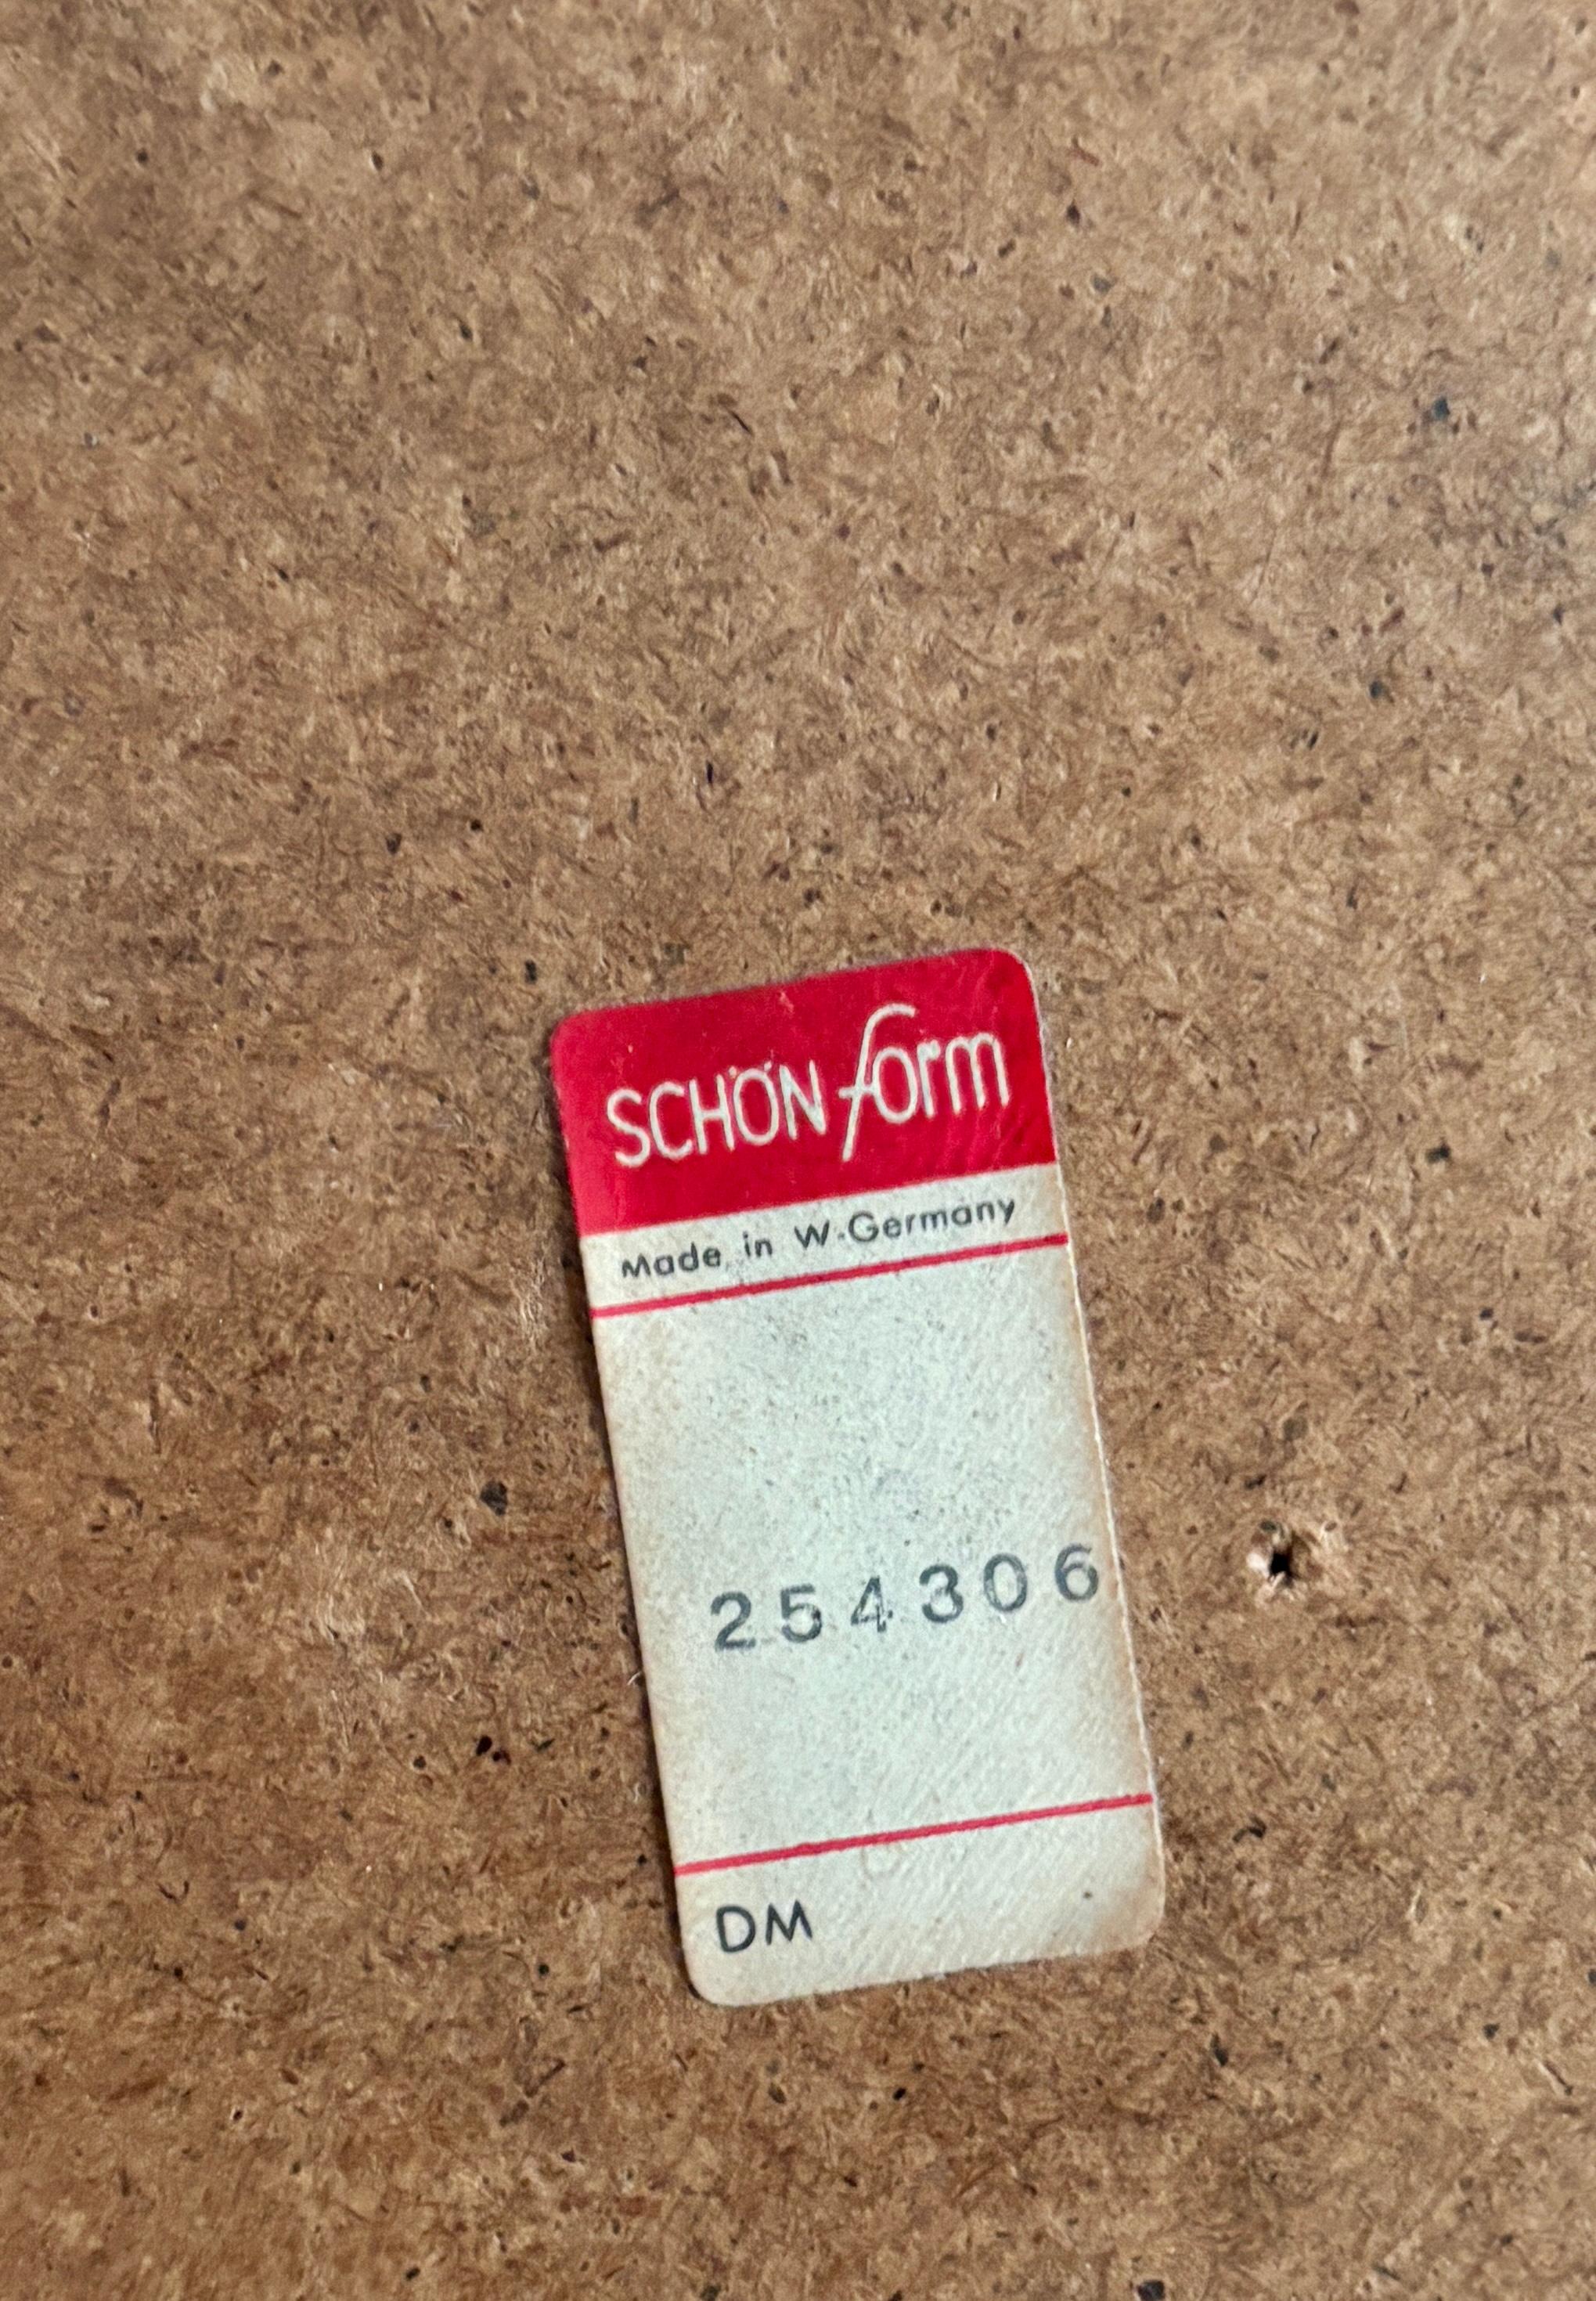 SCHÖN form
Made in W.-Germany
254306
DM